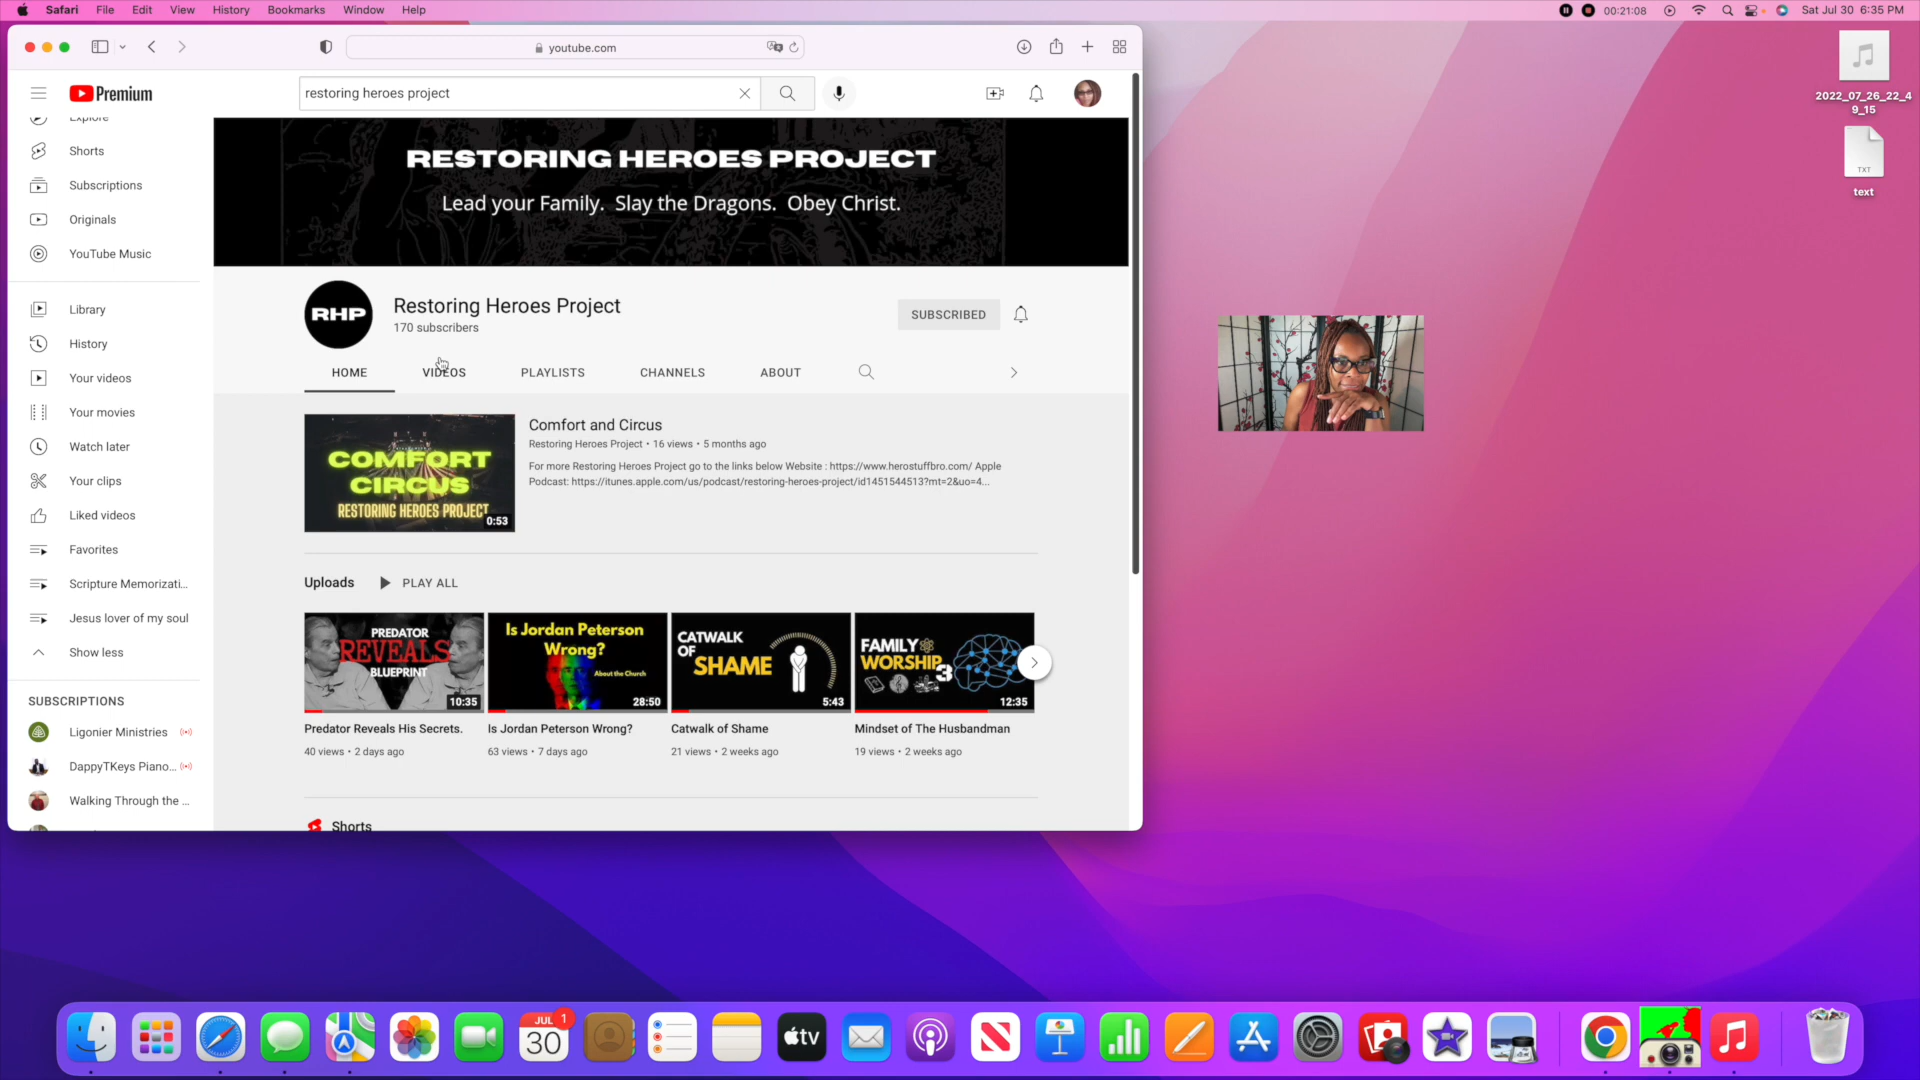 Safari File Edit View History Bookmarks Window Help
00:21:08
Sat Jul 30 6:35 PM
youtube.com
Premium
restoring heroes project
Explore
Shorts
Subscriptions
Originals
YouTube Music
Library
History
Your videos
Your movies
Watch later
Your clips
Liked videos
Favorites
Scripture Memorizati...
Jesus lover of my soul
Show less
SUBSCRIPTIONS
Ligonier Ministries
DappyTKeys Piano...
Walking Through the ...
RESTORING HEROES PROJECT
Lead your Family. Slay the Dragons. Obey Christ.
RHP
Restoring Heroes Project
170 subscribers
SUBSCRIBED
HOME VIDEOS PLAYLISTS CHANNELS ABOUT
COMFORT
CIRCUS
RESTORING HEROES PROJECT
0:53
Comfort and Circus
Restoring Heroes Project • 16 views • 5 months ago
For more Restoring Heroes Project go to the links below Website : https://www.herostuffbro.com/ Apple
Podcast: https://itunes.apple.com/us/podcast/restoring-heroes-project/id1451544513?mt=2&uo=4...
Uploads PLAY ALL
PREDATOR
REVEALS
BLUEPRINT
10:35
Predator Reveals His Secrets.
40 views • 2 days ago
Is Jordan Peterson
Wrong?
About the Church
28:50
Is Jordan Peterson Wrong?
63 views • 7 days ago
CATWALK
OF
SHAME
5:43
Catwalk of Shame
21 views • 2 weeks ago
FAMILY
WORSHIP
3
12:35
Mindset of The Husbandman
19 views • 2 weeks ago
Shorts
2022_07_26_22_4
9_15
TXT
text
JUL
1
30
tv